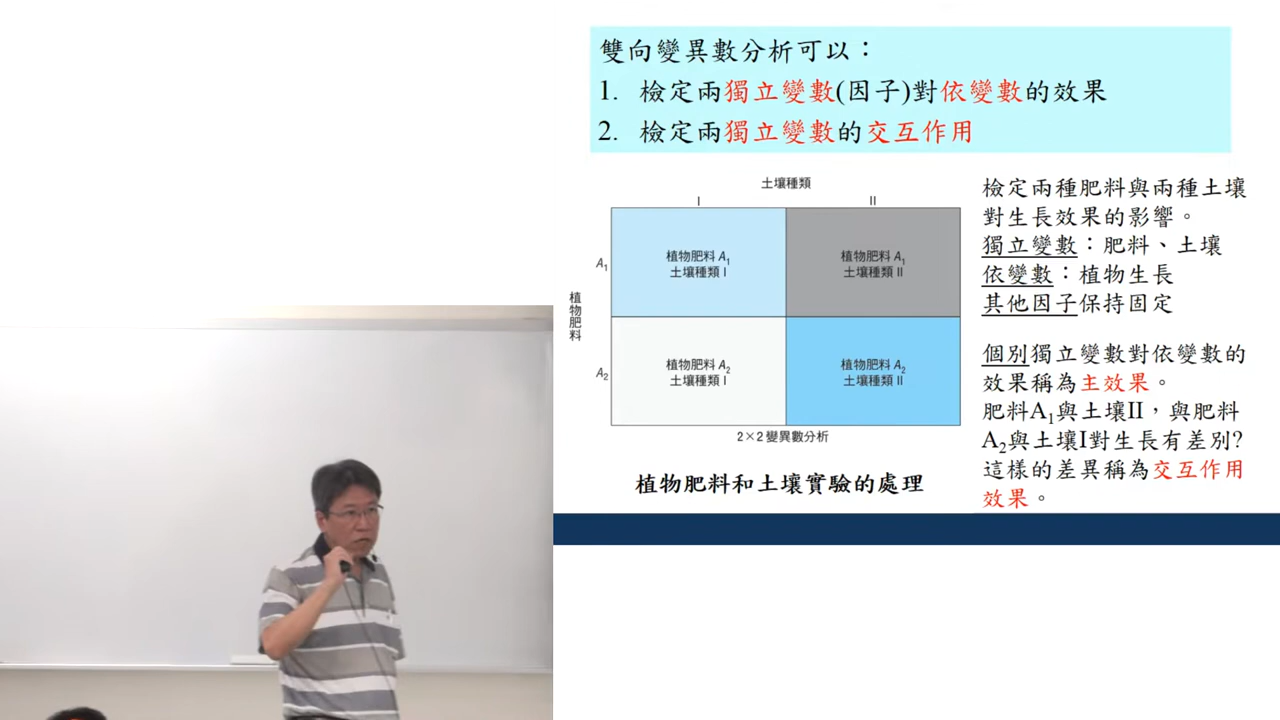 雙向變異數分析可以：
1. 檢定兩獨立變數(因子)對依變數的效果
2. 檢定兩獨立變數的交互作用
土壤種類
I II
植物肥料
A1
植物肥料 A1
土壤種類 I
植物肥料 A1
土壤種類 II
A2
植物肥料 A2
土壤種類 I
植物肥料 A2
土壤種類 II
2×2 變異數分析
植物肥料和土壤實驗的處理
檢定兩種肥料與兩種土壤
對生長效果的影響。
獨立變數：肥料、土壤
依變數：植物生長
其他因子保持固定
個別獨立變數對依變數的
效果稱為主效果。
肥料A1與土壤II，與肥料
A2與土壤I對生長有差別?
這樣的差異稱為交互作用
效果。